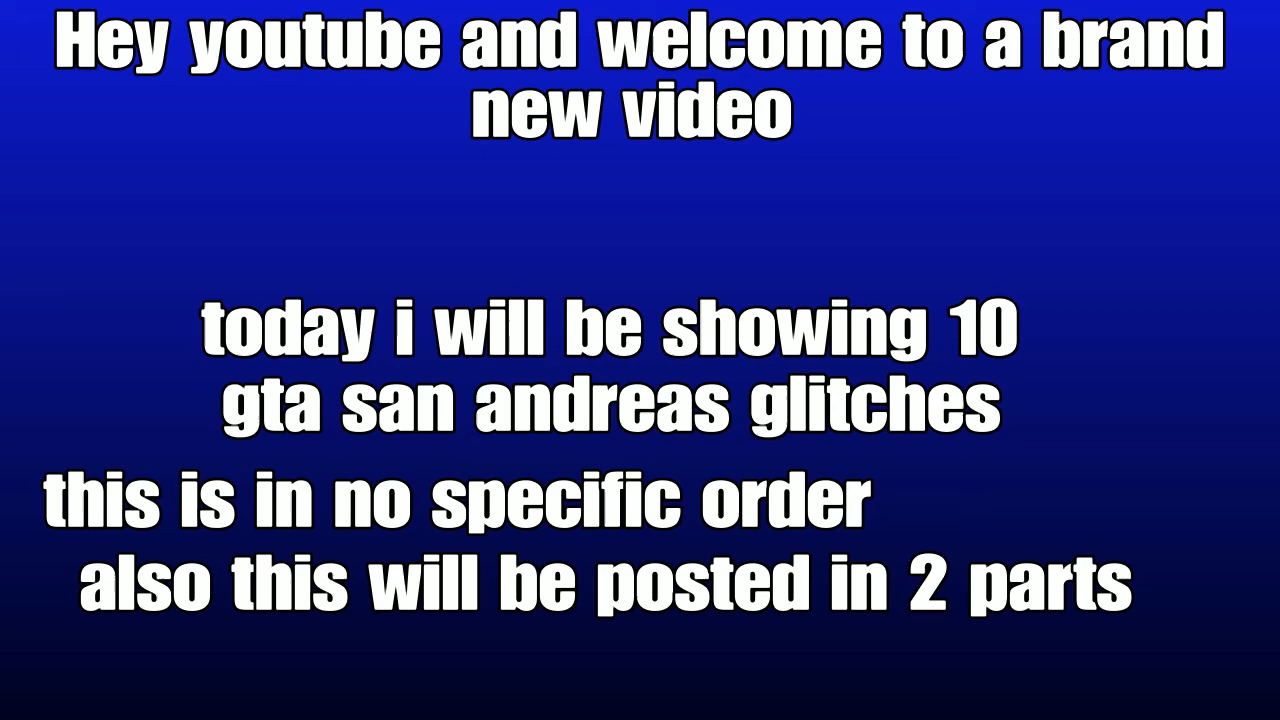 Hey youtube and welcome to a brand
new video
today i will be showing 10
gta san andreas glitches
this is in no specific order
also this will be posted in 2 parts